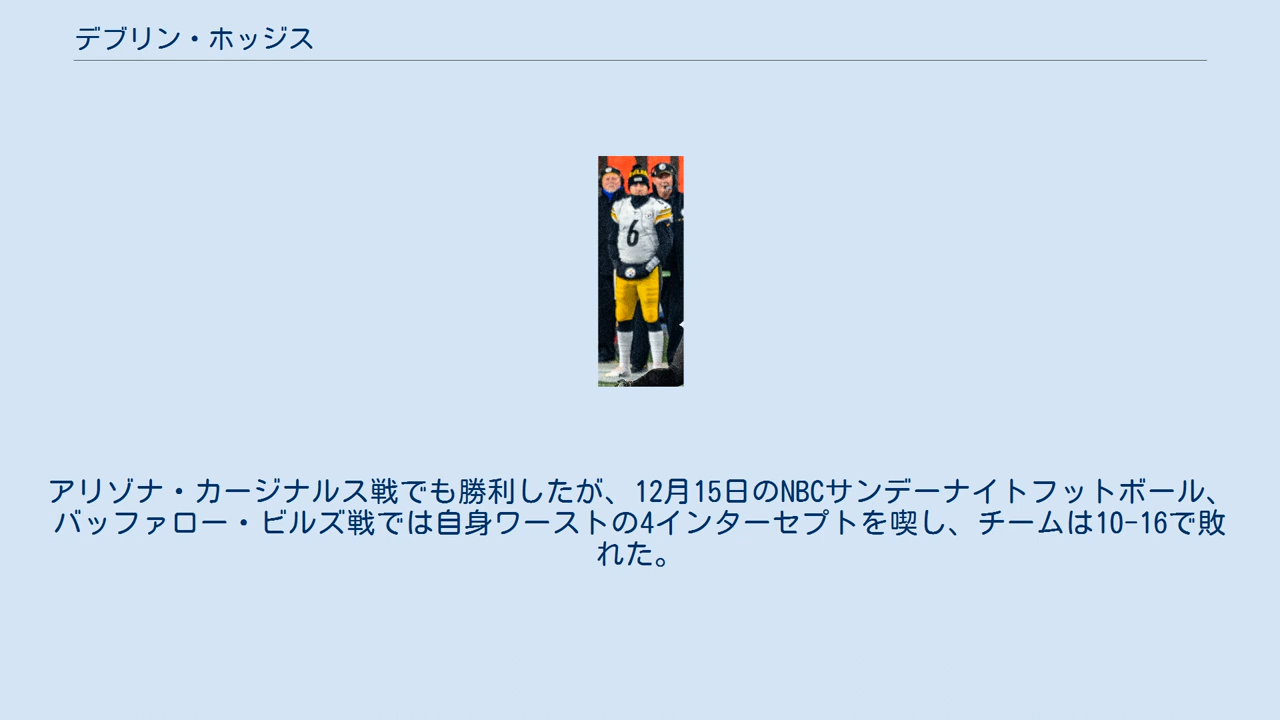 デブリン・ホッジス
6
アリゾナ・カージナルス戦でも勝利したが、12月15日のNBCサンデーナイトフットボール、
バッファロー・ビルズ戦では自身ワーストの4インターセプトを喫し、チームは10-16で敗
れた。